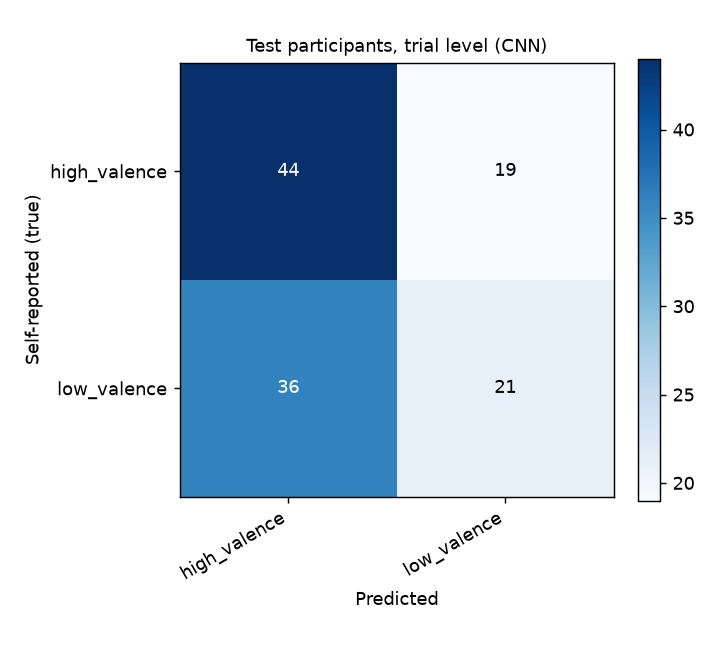 Test participants, trial level (CNN)
Self-reported (true)
high_valence
low_valence
44
19
36
21
high_valence
low_valence
Predicted
40
35
30
25
20